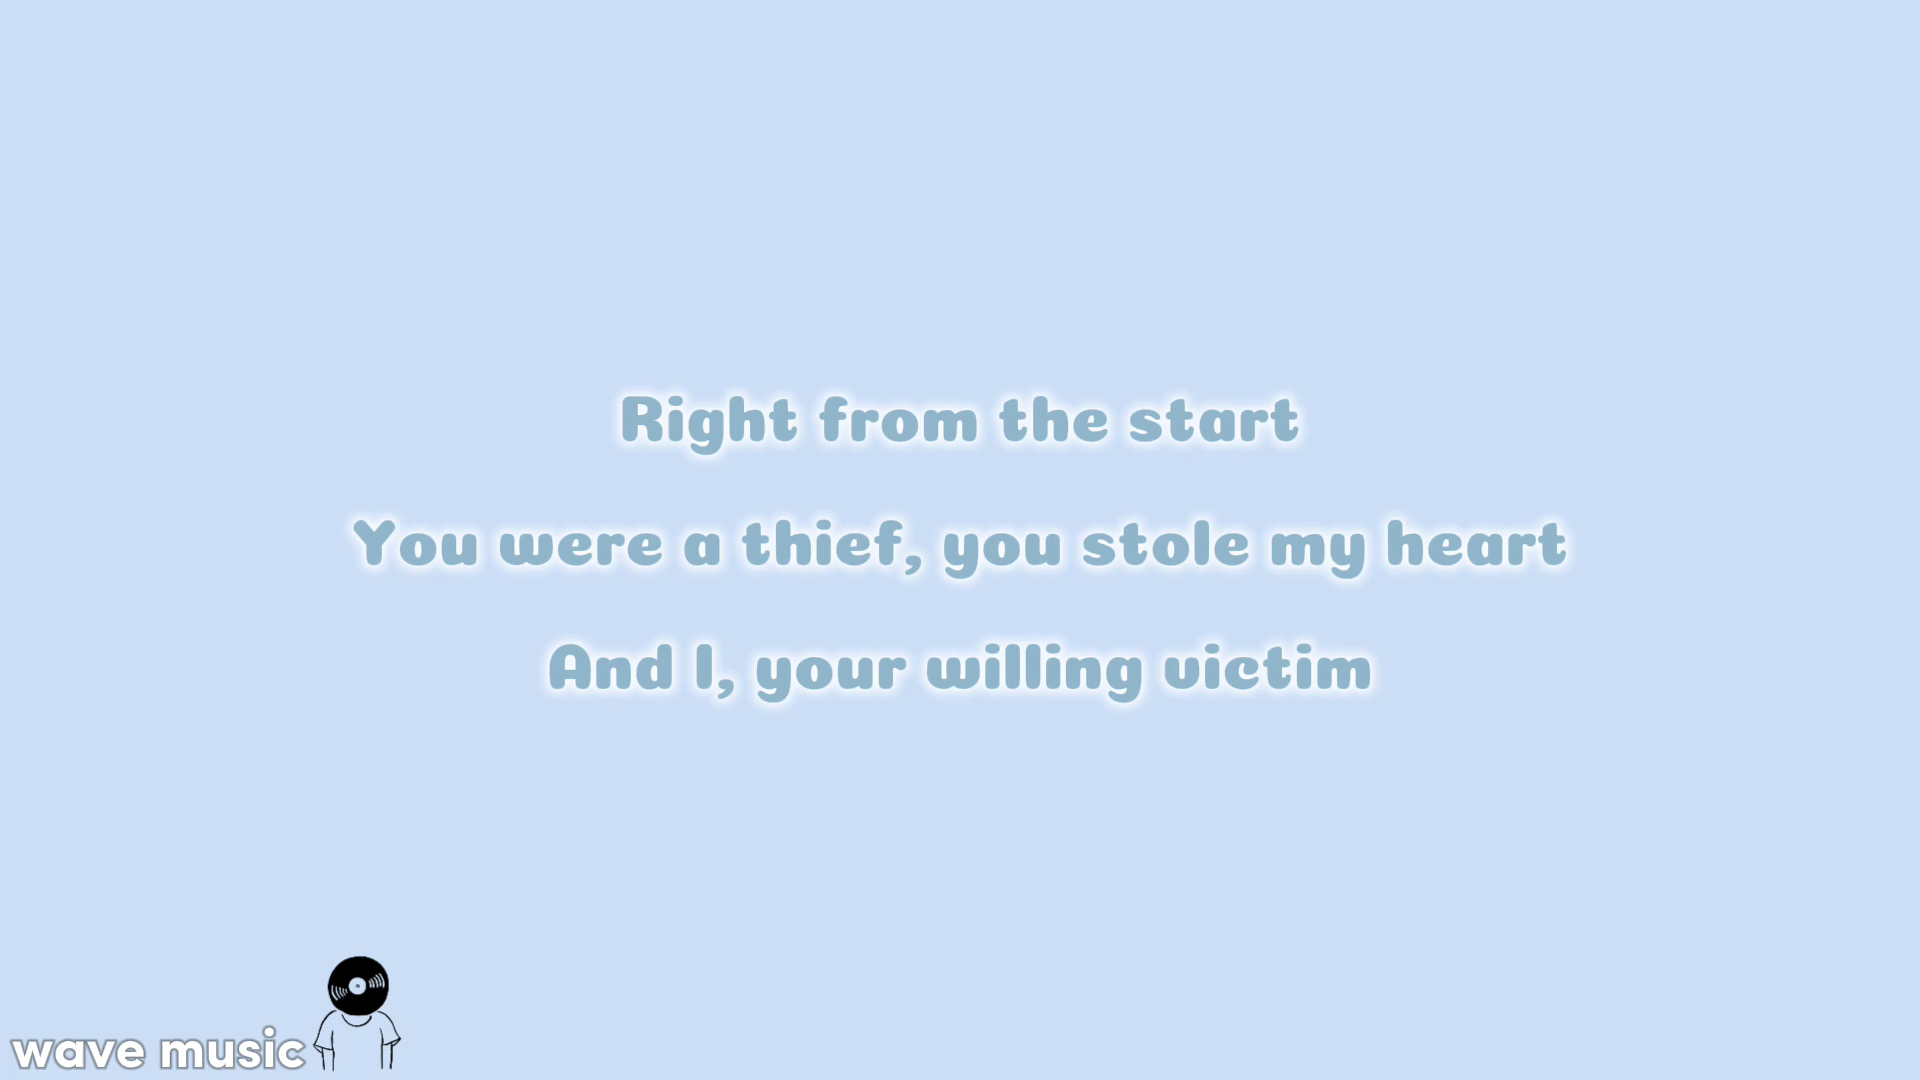 Right from the start
You were a thief, you stole my heart
And I, your willing victim
wave music